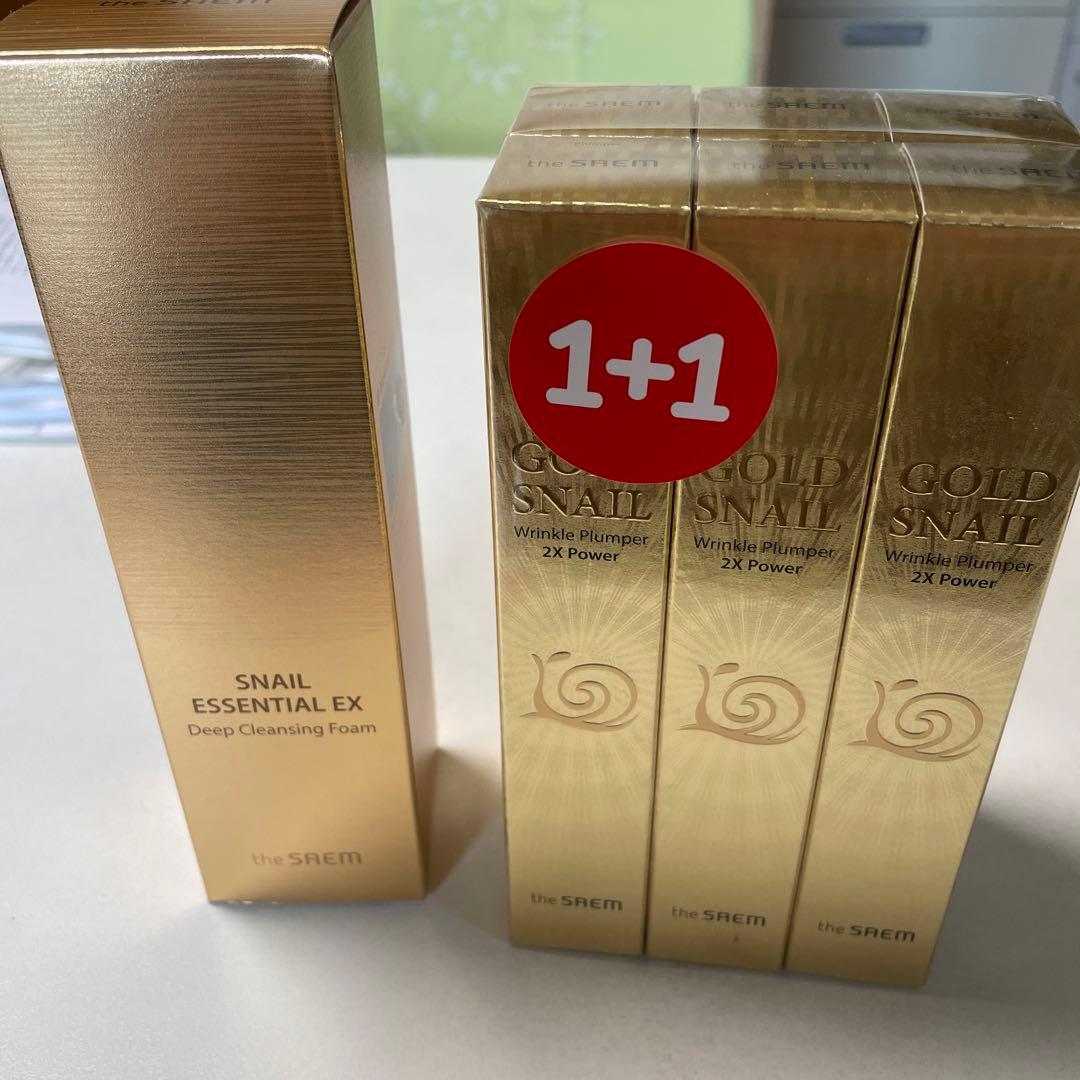 the SAEM
SNAIL
ESSENTIAL EX
Deep Cleansing Foam
the SAEM
the SAEM
the SAEM
the SAEM
the SAEM
the SAEM
the SAEM
1+1
GOLD
SNAIL
Wrinkle Plumper
2X Power
the SAEM
GOLD
SNAIL
Wrinkle Plumper
2X Power
the SAEM
GOLD
SNAIL
Wrinkle Plumper
2X Power
the SAEM